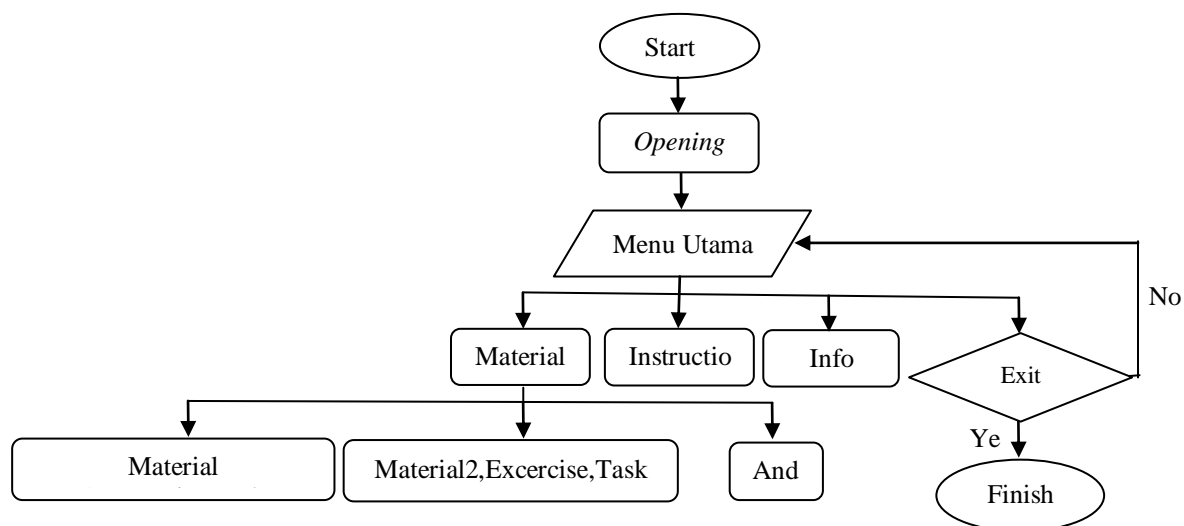 Start
Opening
Menu Utama
No
Material
Instructio
Info
Exit
Material
Material2,Excercise,Task
And
Ye
Finish